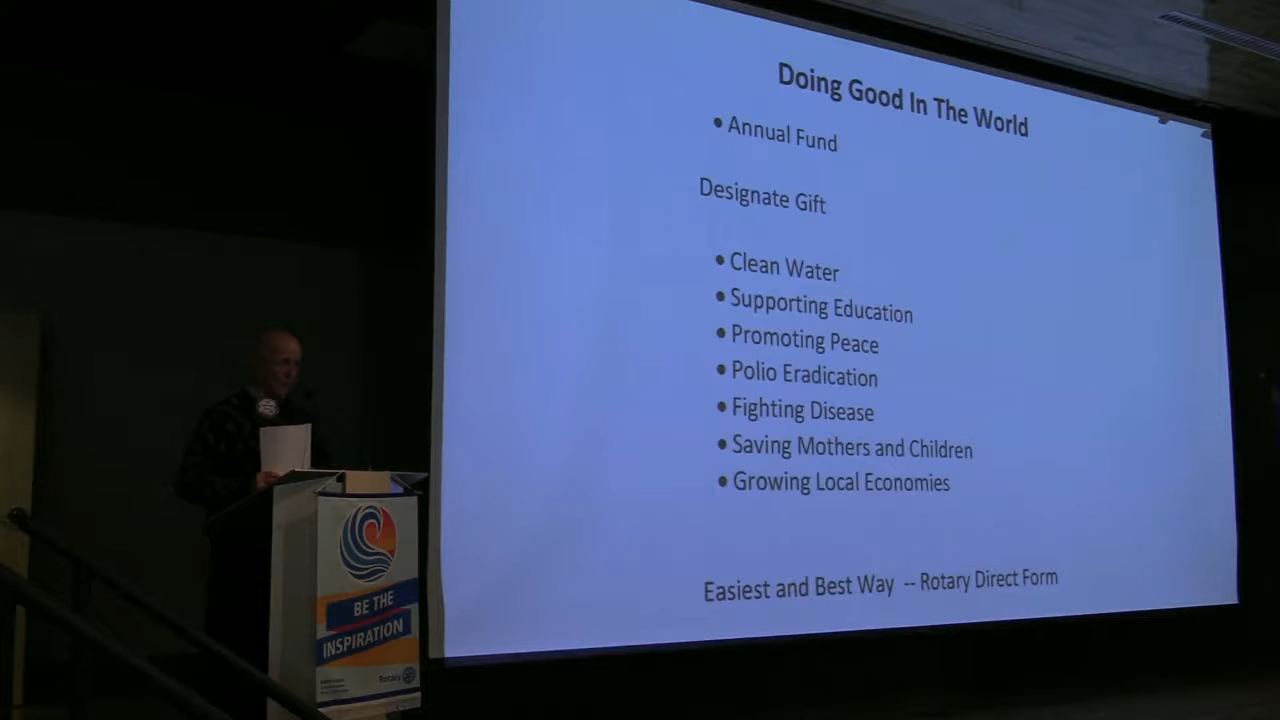 Doing Good In The World
• Annual Fund
Designate Gift
• Clean Water
• Supporting Education
• Promoting Peace
• Polio Eradication
• Fighting Disease
• Saving Mothers and Children
• Growing Local Economies
Easiest and Best Way -- Rotary Direct Form
BE THE
INSPIRATION
Rotary